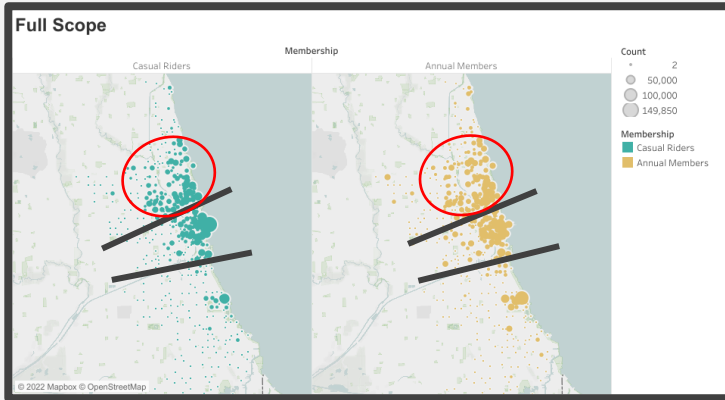 Full Scope
Membership
Casual Riders
Annual Members
Count
2
50,000
100,000
149,850
Membership
Casual Riders
Annual Members
© 2022 Mapbox © OpenStreetMap